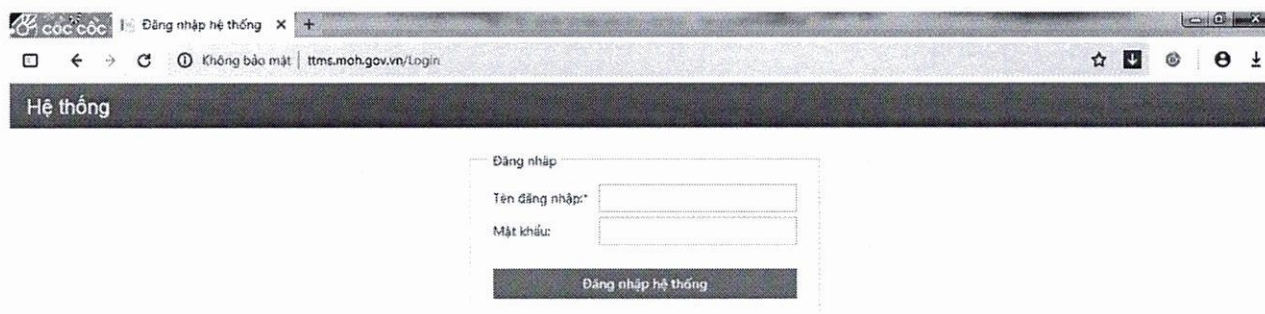 cốc cốc Đăng nhập hệ thống
Không bảo mật | ttms.moh.gov.vn/Login
Hệ thống
Đăng nhập
Tên đăng nhập:*
Mật khẩu:
Đăng nhập hệ thống